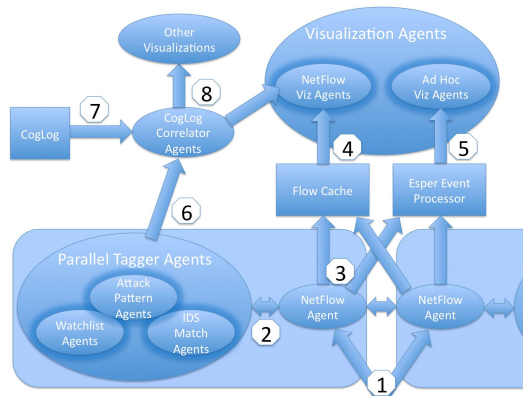 Other
Visualizations
Visualization Agents
NetFlow
Viz Agents
Ad Hoc
Viz Agents
7
8
CogLog
CogLog
Correlator
Agents
4
5
Flow Cache
Esper Event
Processor
6
Parallel Tagger Agents
3
Attack
Pattern
Agents
Watchlist
Agents
IDS
Match
Agents
2
NetFlow
Agent
NetFlow
Agent
1